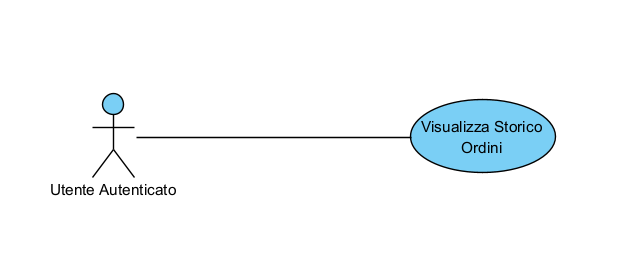 Visualizza Storico
Ordini
Utente Autenticato